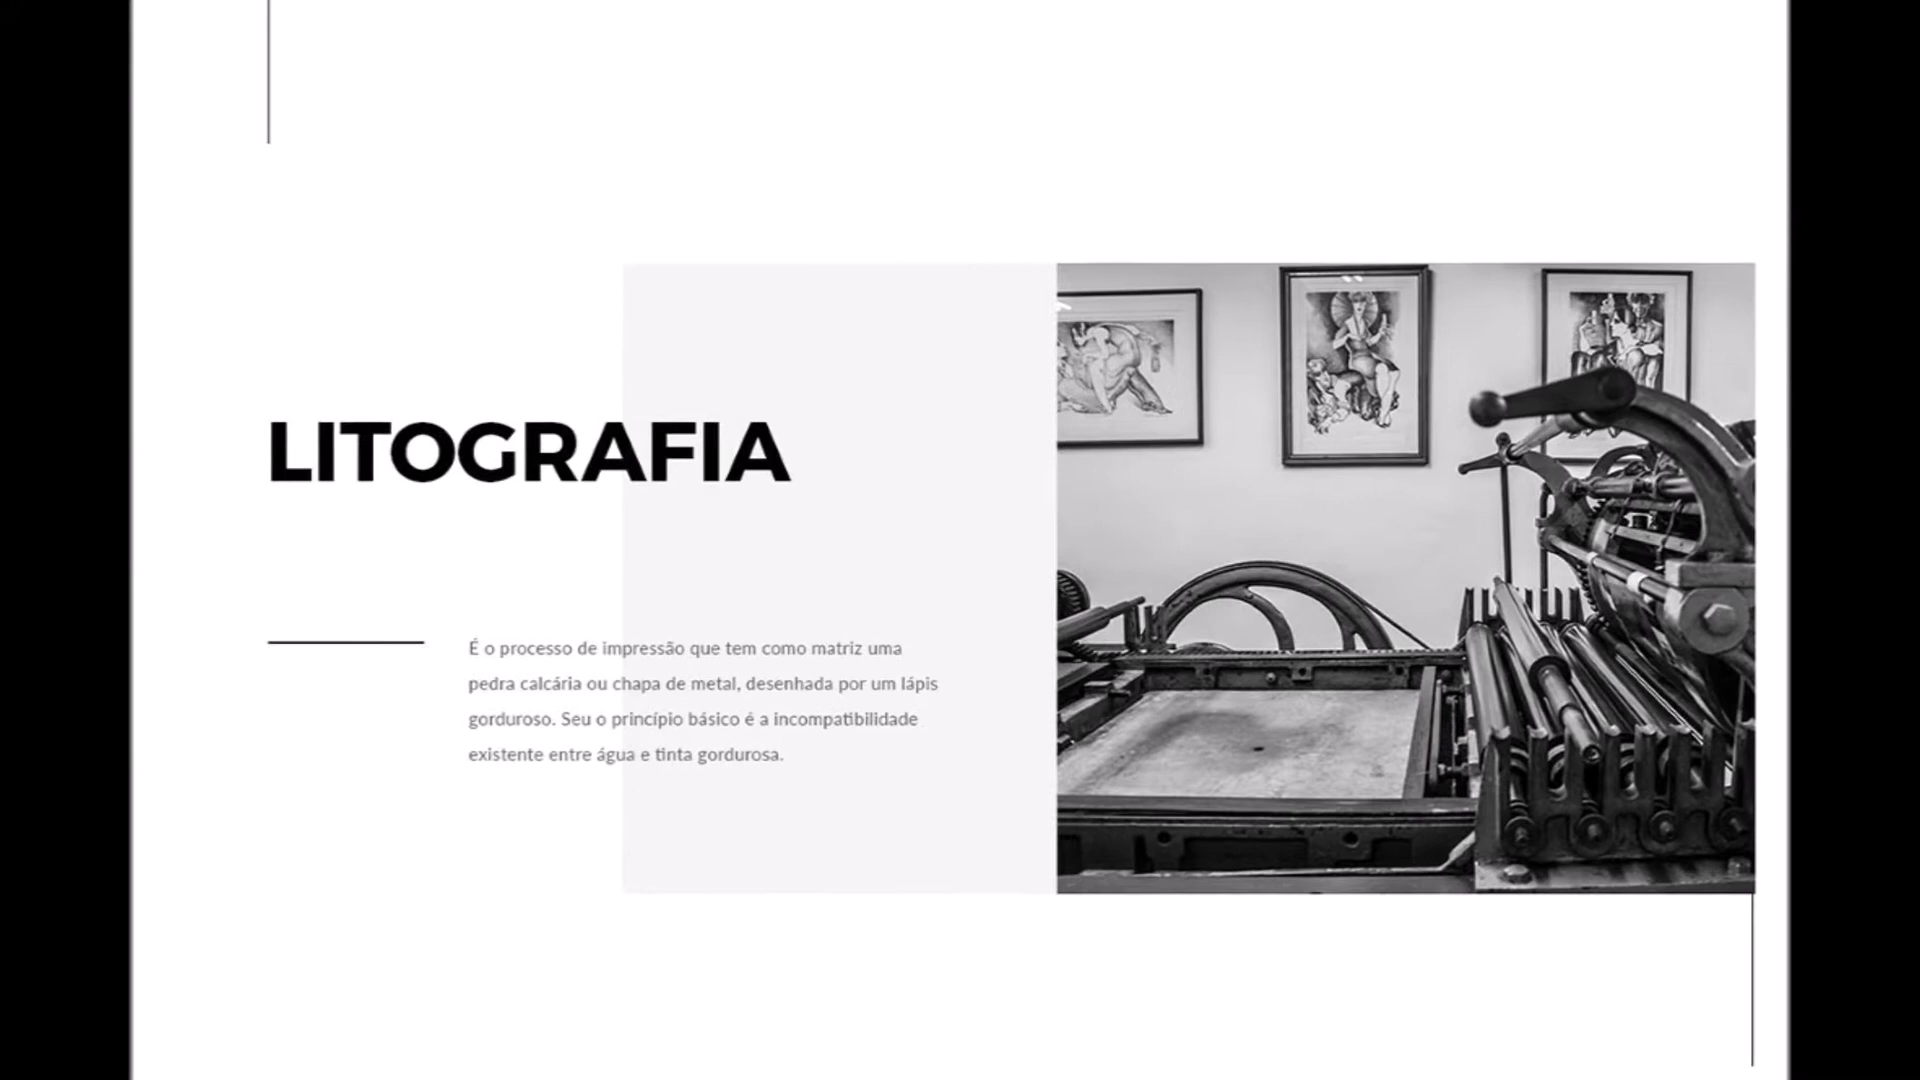 LITOGRAFIA
É o processo de impressão que tem como matriz uma
pedra calcária ou chapa de metal, desenhada por um lápis
gorduroso. Seu o princípio básico é a incompatibilidade
existente entre água e tinta gordurosa.